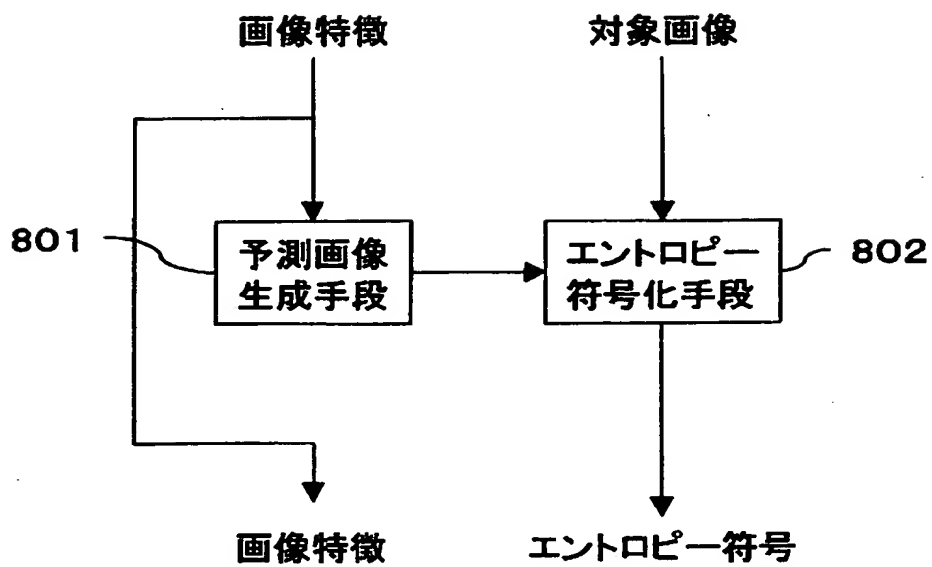 画像特徴
対象画像
801
予測画像
生成手段
エントロピー
符号化手段
802
画像特徴
エントロピー符号